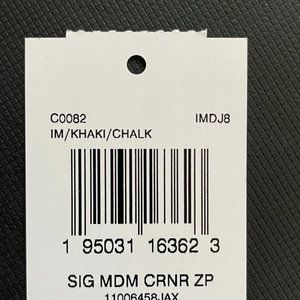 C0082 IMDJ8
IM/KHAKI/CHALK
1 95031 16362 3
SIG MDM CRNR ZP
11006458JAX